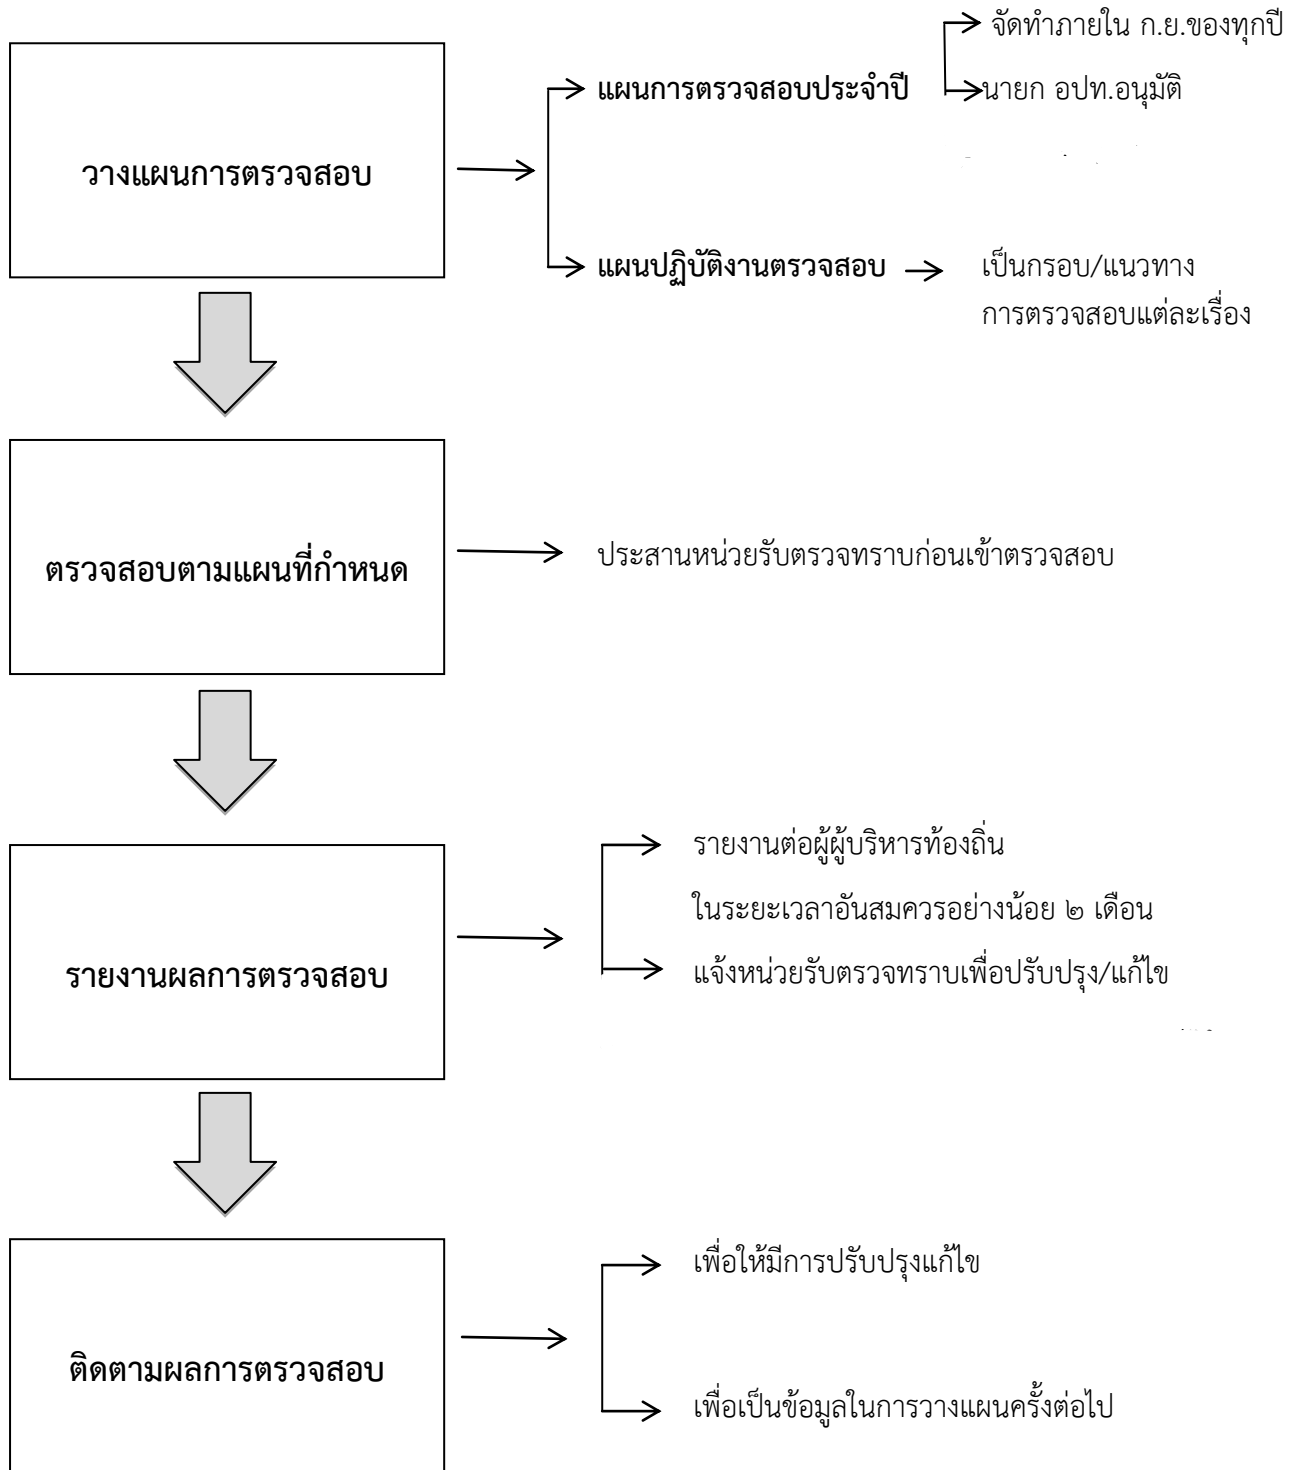 จัดทำภายใน ก.ย.ของทุกปี
แผนการตรวจสอบประจำปี
นายก อปท.อนุมัติ
วางแผนการตรวจสอบ
แผนปฏิบัติงานตรวจสอบ
เป็นกรอบ/แนวทาง
การตรวจสอบแต่ละเรื่อง
ตรวจสอบตามแผนที่กำหนด
ประสานหน่วยรับตรวจทราบก่อนเข้าตรวจสอบ
รายงานต่อผู้ผู้บริหารท้องถิ่น
ในระยะเวลาอันสมควรอย่างน้อย ๒ เดือน
รายงานผลการตรวจสอบ
แจ้งหน่วยรับตรวจทราบเพื่อปรับปรุง/แก้ไข
เพื่อให้มีการปรับปรุงแก้ไข
ติดตามผลการตรวจสอบ
เพื่อเป็นข้อมูลในการวางแผนครั้งต่อไป